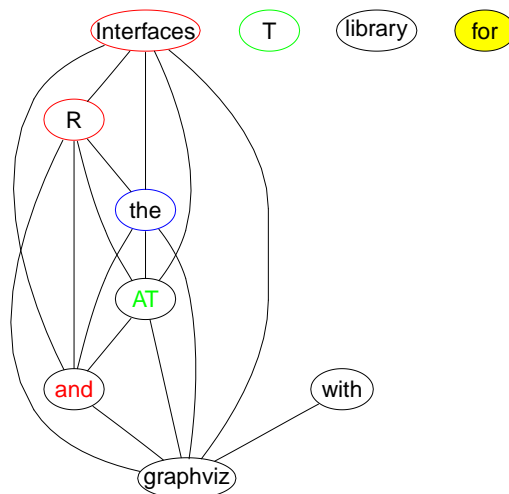 Interfaces T library for
R
the
AT
and with
graphviz